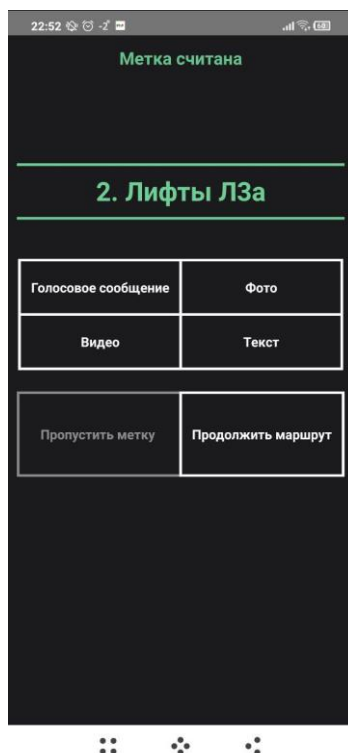 22:52
Метка считана
2. Лифты Л3а
Голосовое сообщение
Фото
Видео
Текст
Пропустить метку
Продолжить маршрут